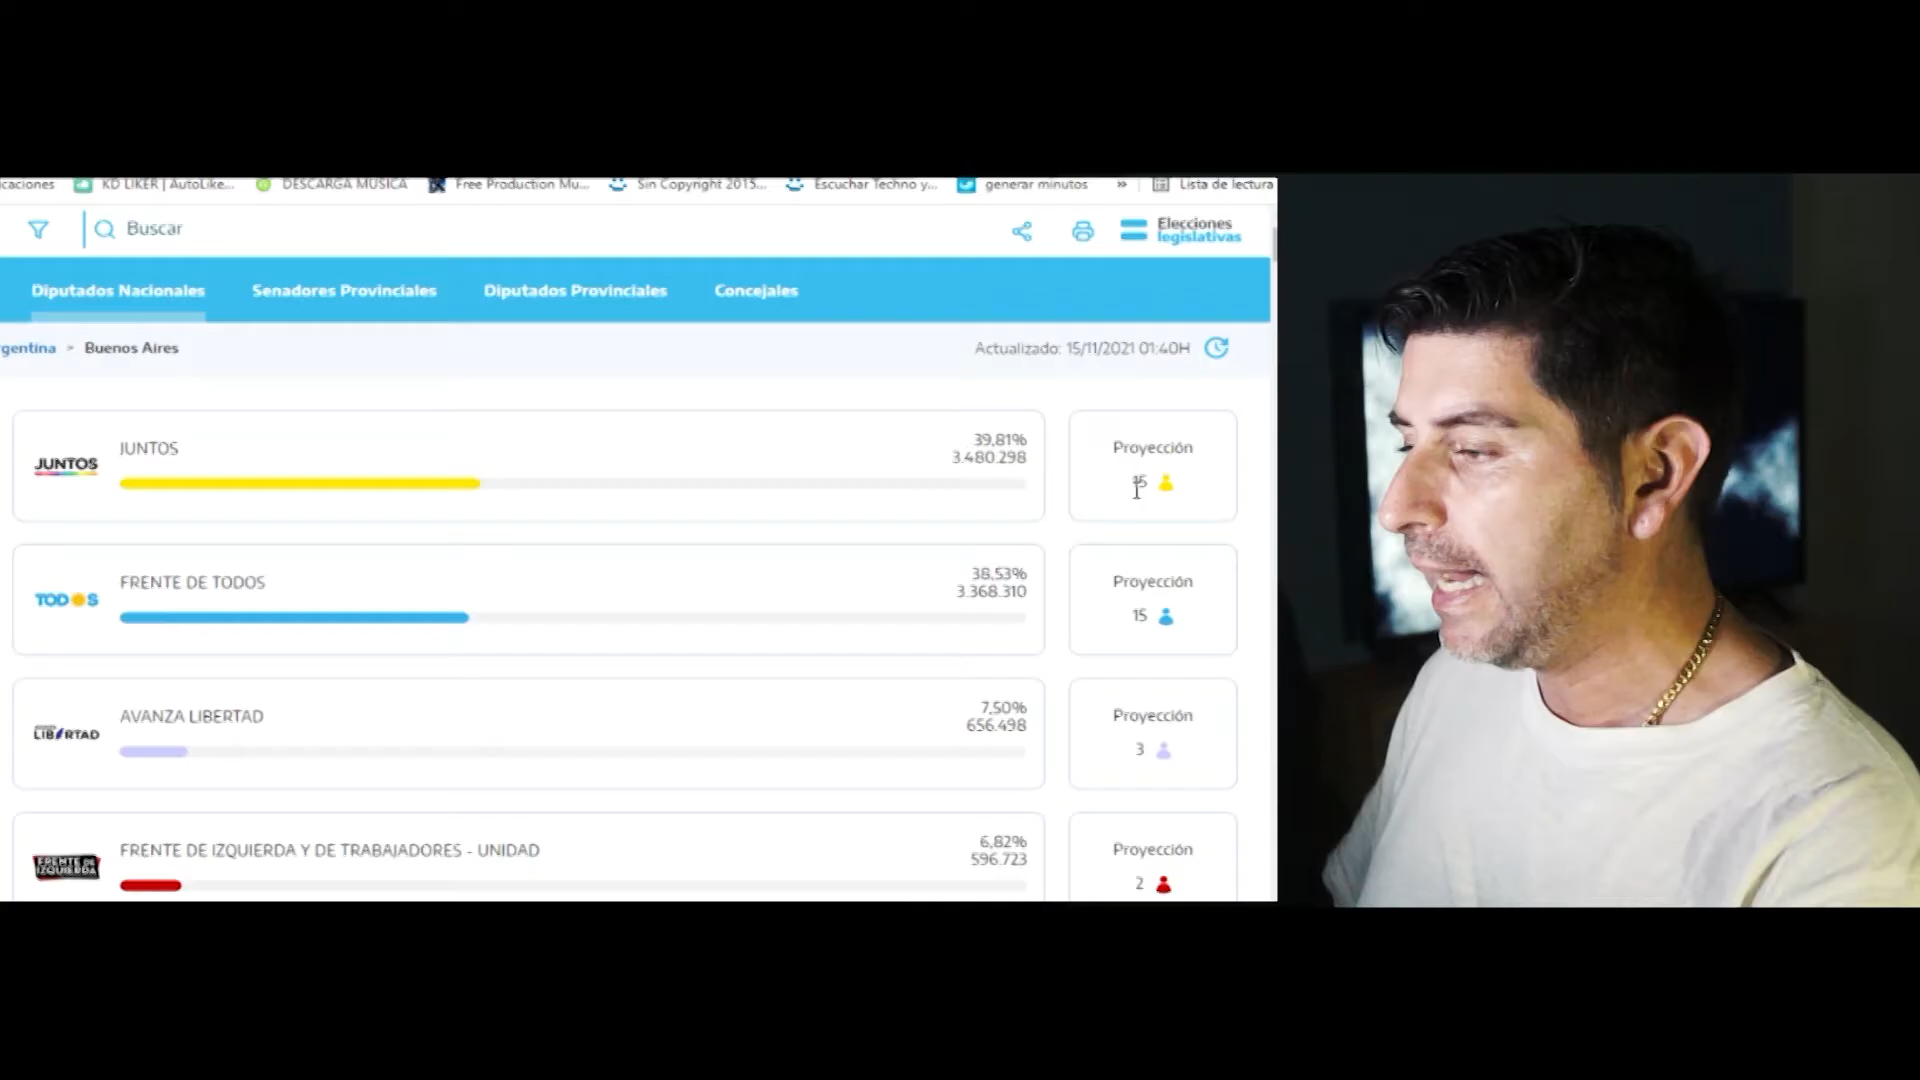 caciones KD LIKER | AutoLike... DESCARGA MUSICA Free Production Mu... Sin Copyright 2015... Escuchar Techno y... generar minutos » Lista de lectura
Buscar
Elecciones
legislativas
Diputados Nacionales Senadores Provinciales Diputados Provinciales Concejales
rgentina > Buenos Aires Actualizado: 15/11/2021 01:40H
JUNTOS
JUNTOS
39,81%
3.480.298
Proyección
15
TODOS
FRENTE DE TODOS
38,53%
3.368.310
Proyección
15
LIBERTAD
AVANZA LIBERTAD
7,50%
656.498
Proyección
3
FRENTE DE
IZQUIERDA
FRENTE DE IZQUIERDA Y DE TRABAJADORES - UNIDAD
6,82%
596.723
Proyección
2